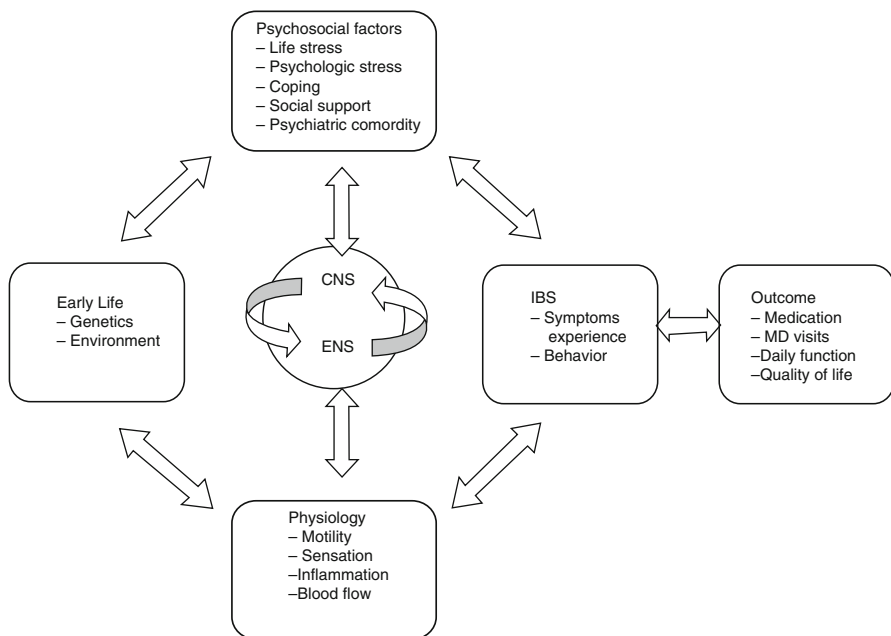 Psychosocial factors
– Life stress
– Psychologic stress
– Coping
– Social support
– Psychiatric comordity
Early Life
– Genetics
– Environment
CNS
ENS
IBS
– Symptoms
experience
– Behavior
Outcome
– Medication
– MD visits
–Daily function
–Quality of life
Physiology
– Motility
– Sensation
–Inflammation
–Blood flow